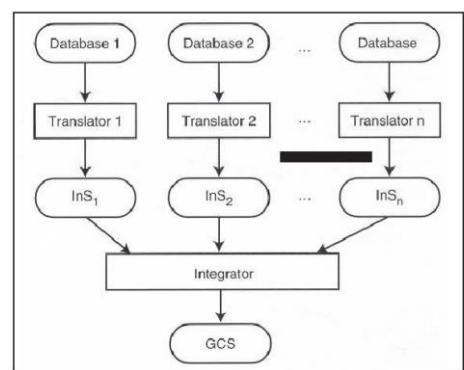 Database 1 Database 2 ... Database
Translator 1 Translator 2 ... Translator n
InS1 InS2 ... InSn
Integrator
GCS